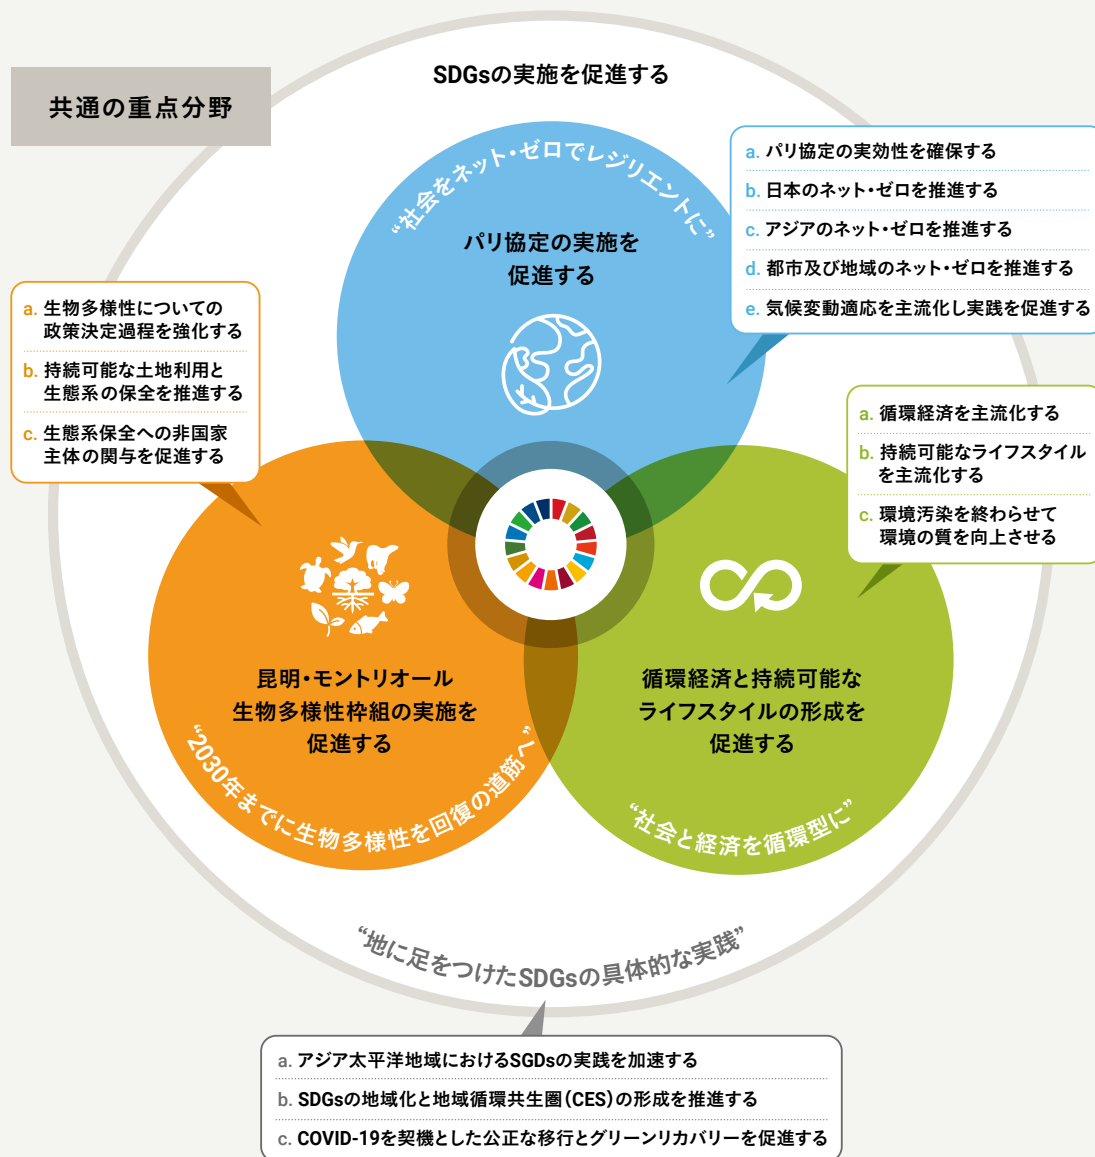 共通の重点分野
SDGsの実施を促進する
“社会をネット・ゼロでレジリエントに”
パリ協定の実施を
促進する
a. パリ協定の実効性を確保する
b. 日本のネット・ゼロを推進する
c. アジアのネット・ゼロを推進する
d. 都市及び地域のネット・ゼロを推進する
e. 気候変動適応を主流化し実践を促進する
a. 生物多様性についての
政策決定過程を強化する
b. 持続可能な土地利用と
生態系の保全を推進する
c. 生態系保全への非国家
主体の関与を促進する
a. 循環経済を主流化する
b. 持続可能なライフスタイル
を主流化する
c. 環境汚染を終わらせて
環境の質を向上させる
昆明・モントリオール
生物多様性枠組の実施を
促進する
“2030年までに生物多様性を回復の道筋へ”
循環経済と持続可能な
ライフスタイルの形成を
促進する
“社会と経済を循環型に”
“地に足をつけたSDGsの具体的な実践”
a. アジア太平洋地域におけるSGDsの実践を加速する
b. SDGsの地域化と地域循環共生圏(CES)の形成を推進する
c. COVID-19を契機とした公正な移行とグリーンリカバリーを促進する